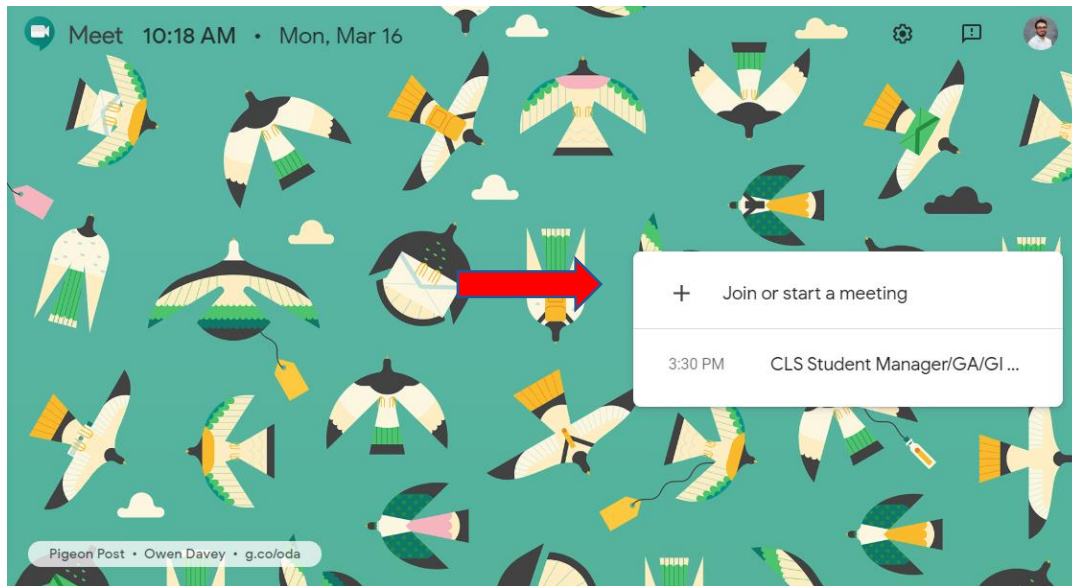 Meet 10:18 AM • Mon, Mar 16
Join or start a meeting
3:30 PM CLS Student Manager/GA/GI ...
Pigeon Post • Owen Davey • g.co/oda